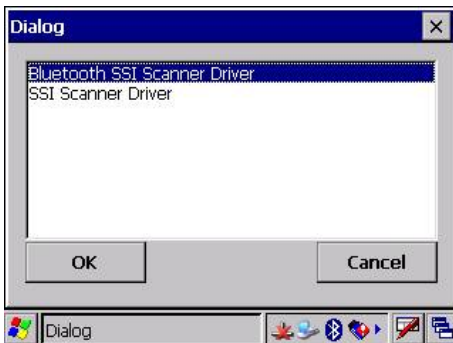 Dialog
Bluetooth SSI Scanner Driver
SSI Scanner Driver
OK
Cancel
Dialog